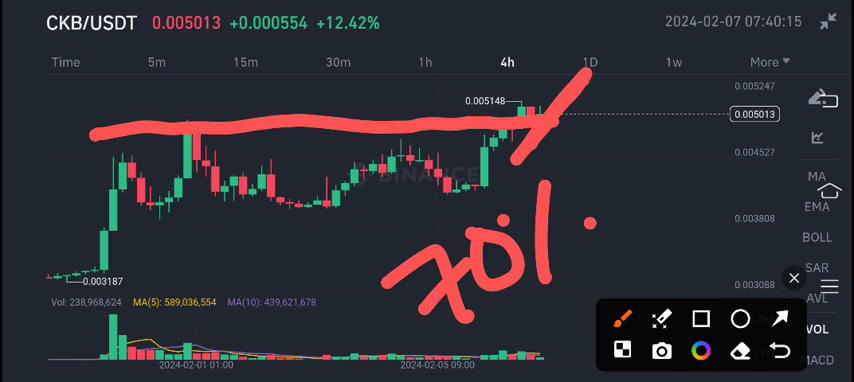 CKB/USDT 0.005013 +0.000554 +12.42% 2024-02-07 07:40:15
Time 5m 15m 30m 1h 4h 1D 1w More
0.005247
0.005148
0.005013
0.004527
BINANCE
MA
EMA
0.003808
70%
BOLL
SAR
0.003187
0.003088
AVL
Vol: 238,968,624 MA(5): 589,036,554 MA(10): 439,621,678
VOL
MACD
2024-02-01 01:00 2024-02-05 09:00